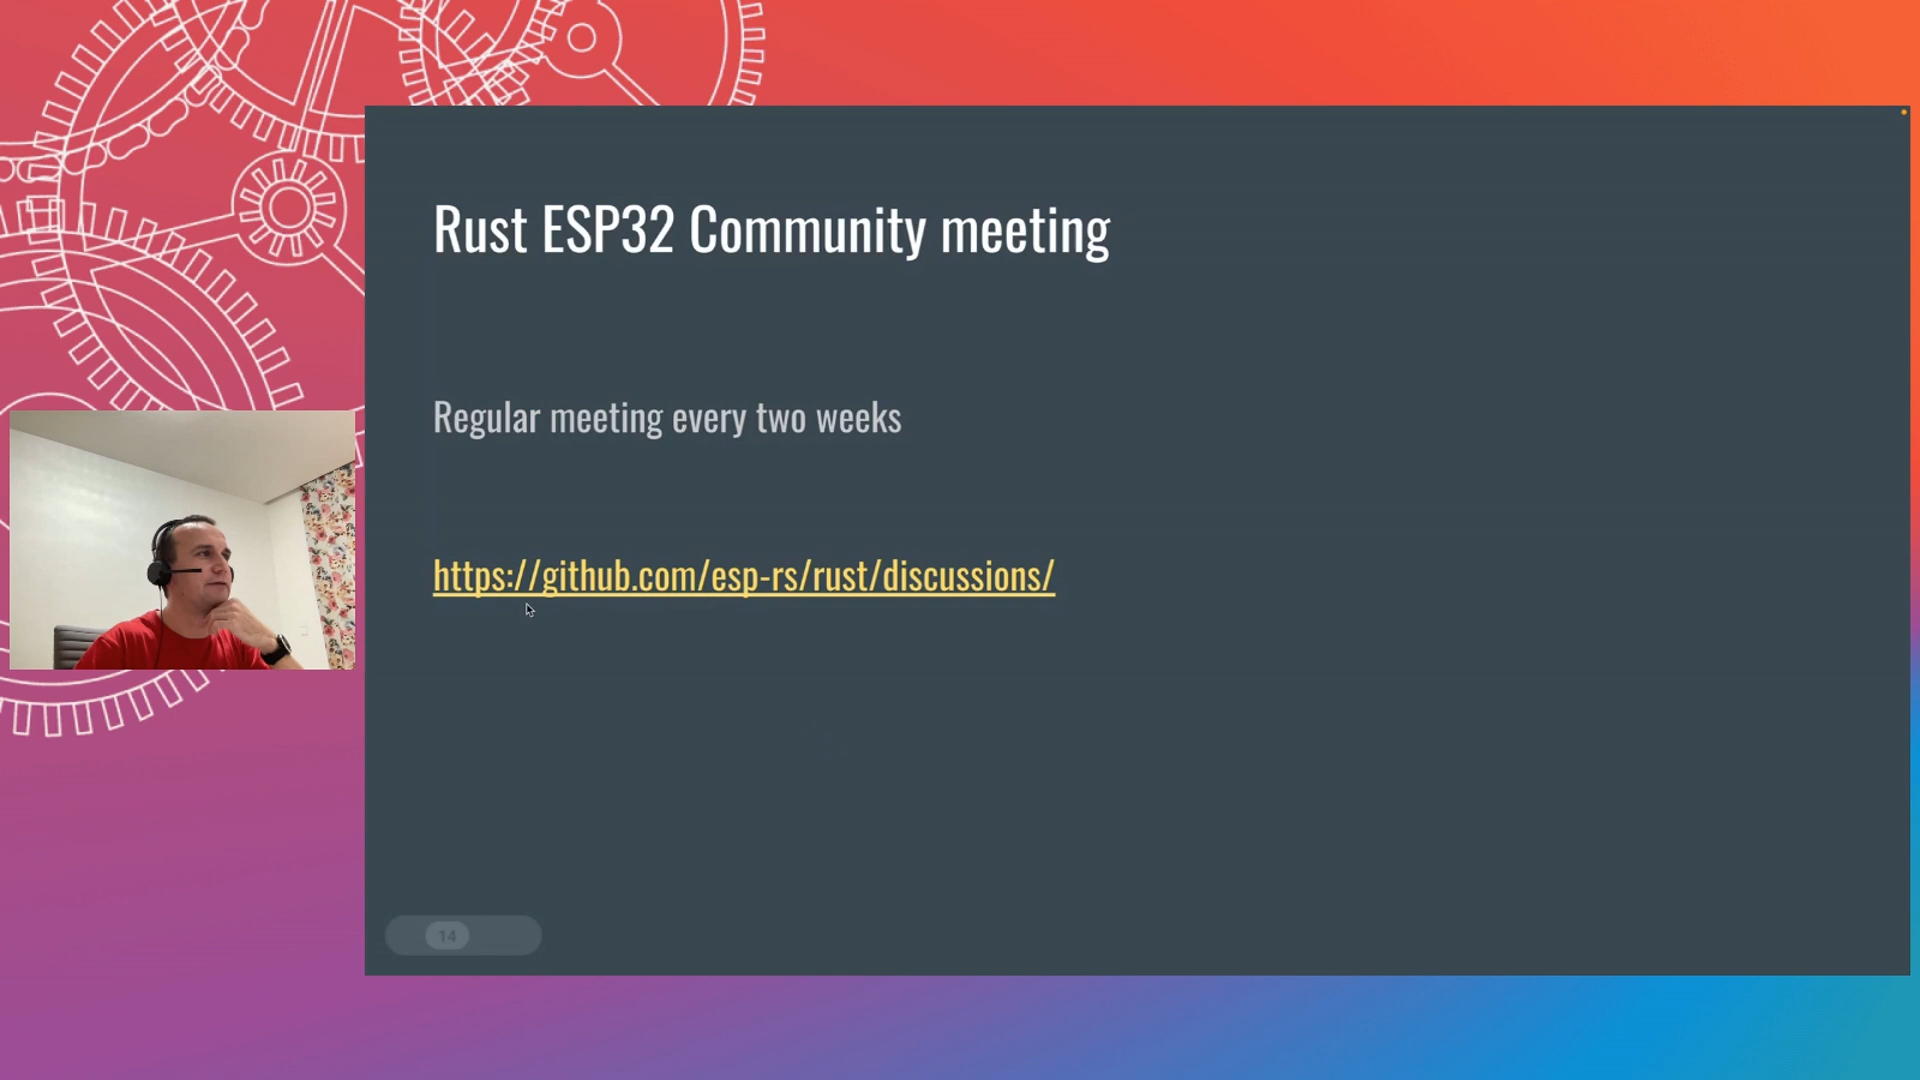 Rust ESP32 Community meeting
Regular meeting every two weeks
https://github.com/esp-rs/rust/discussions/
14